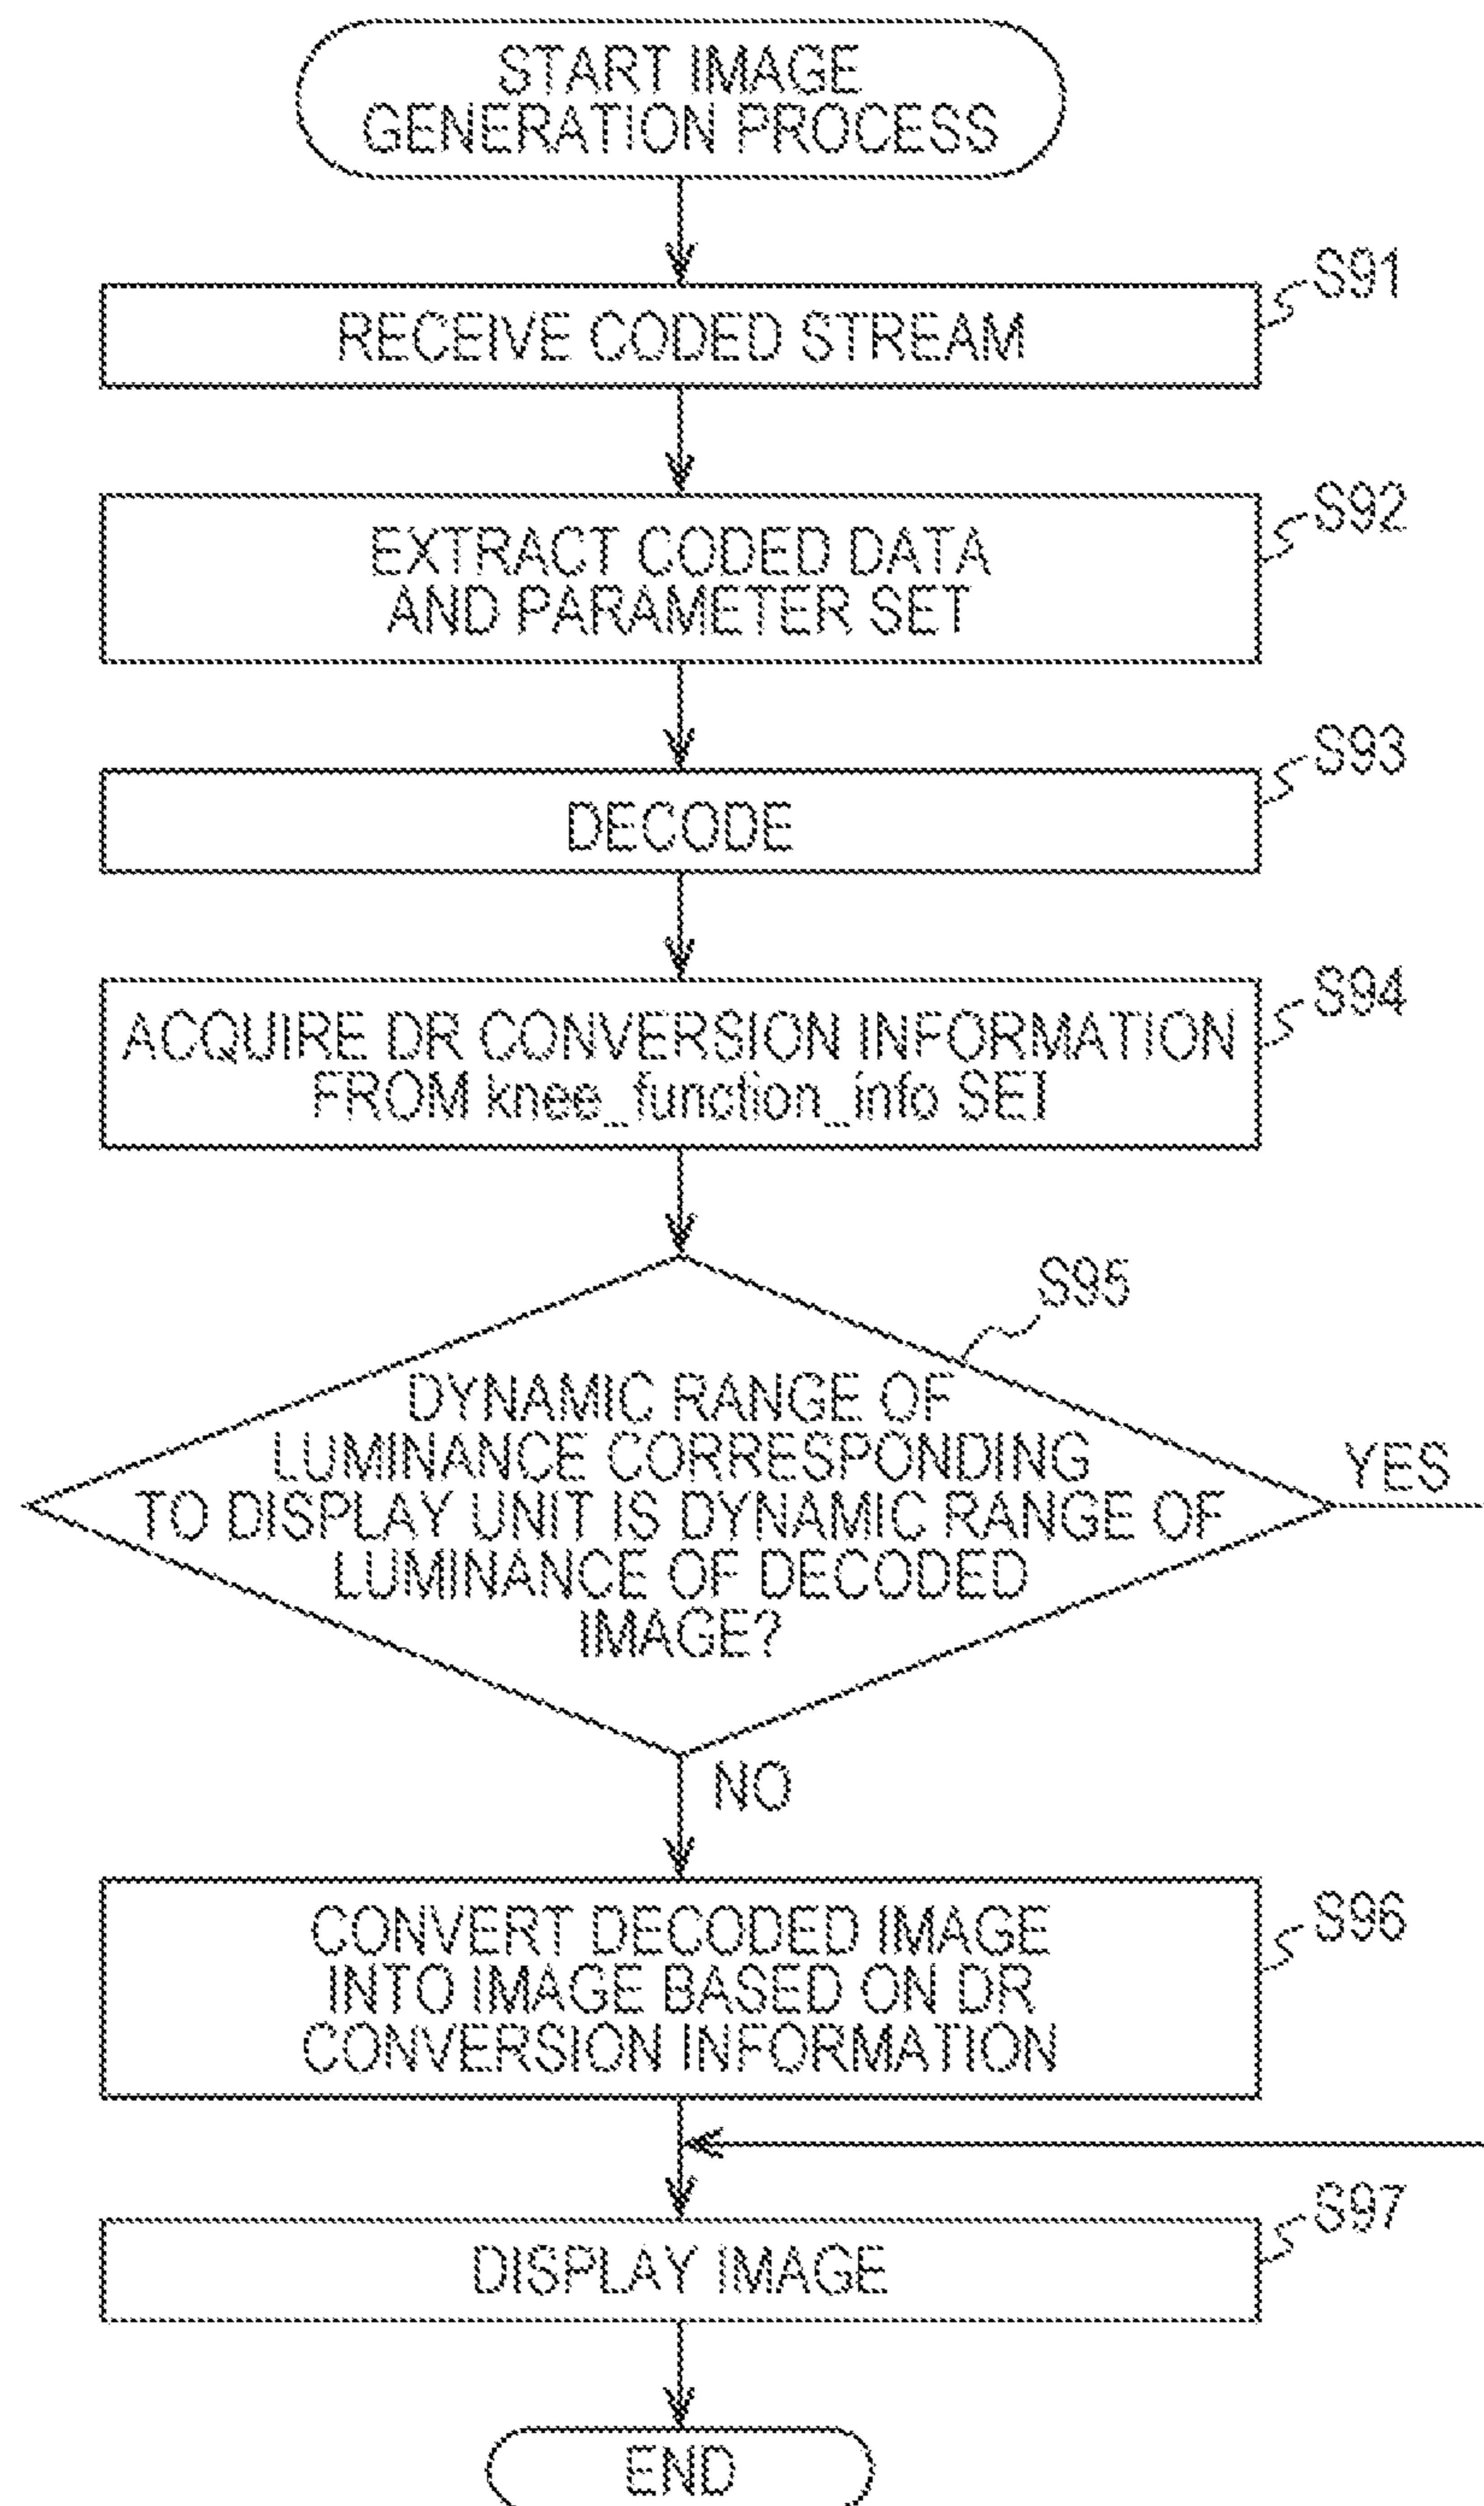 START IMAGE
GENERATION PROCESS
S91
RECEIVE CODED STREAM
S92
EXTRACT CODED DATA
AND PARAMETER SET
S93
DECODE
S94
ACQUIRE DR CONVERSION INFORMATION
FROM knee_function_info SEI
S95
DYNAMIC RANGE OF
LUMINANCE CORRESPONDING
TO DISPLAY UNIT IS DYNAMIC RANGE OF
LUMINANCE OF DECODED
IMAGE?
YES
NO
S96
CONVERT DECODED IMAGE
INTO IMAGE BASED ON DR
CONVERSION INFORMATION
S97
DISPLAY IMAGE
END